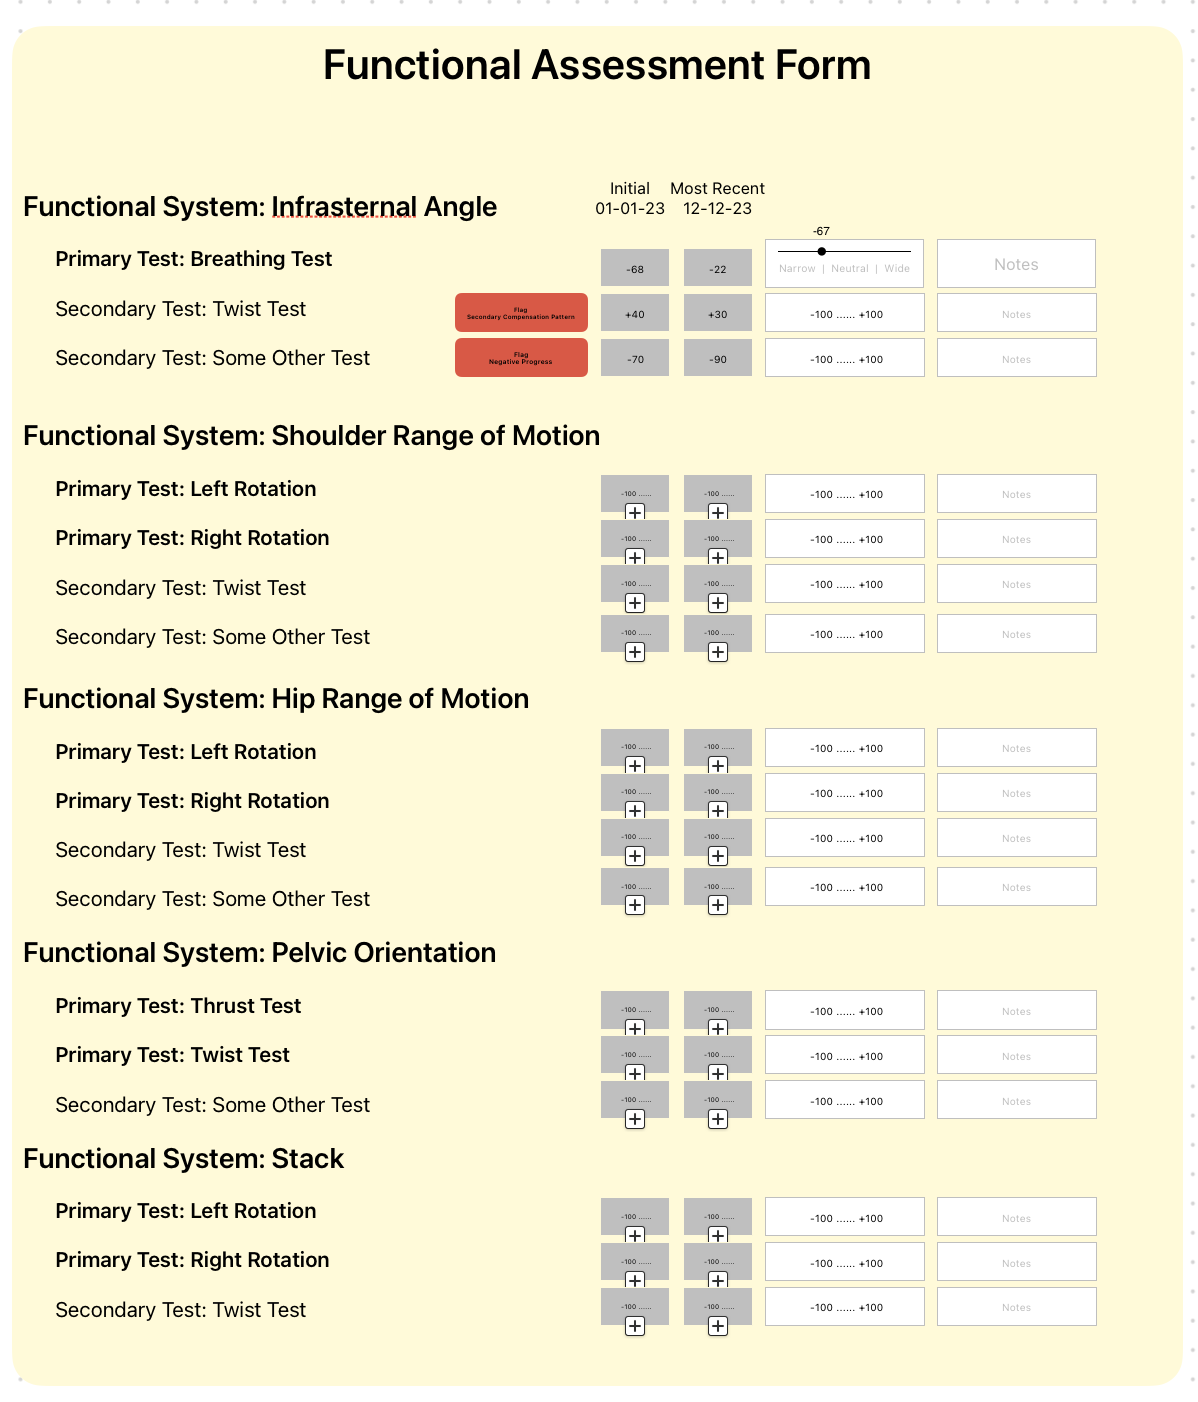 Functional Assessment Form
Initial Most Recent
Functional System: Infrasternal Angle 01-01-23 12-12-23
-67
Primary Test: Breathing Test -68 -22 Narrow | Neutral | Wide Notes
Secondary Test: Twist Test Flag
Secondary Compensation Pattern +40 +30 -100 ...... +100 Notes
Secondary Test: Some Other Test Flag
Negative Progress -70 -90 -100 ...... +100 Notes
Functional System: Shoulder Range of Motion
Primary Test: Left Rotation -100 ...... -100 ...... -100 ...... +100 Notes
Primary Test: Right Rotation -100 ...... -100 ...... -100 ...... +100 Notes
Secondary Test: Twist Test -100 ...... -100 ...... -100 ...... +100 Notes
Secondary Test: Some Other Test -100 ...... -100 ...... -100 ...... +100 Notes
Functional System: Hip Range of Motion
Primary Test: Left Rotation -100 ...... -100 ...... -100 ...... +100 Notes
Primary Test: Right Rotation -100 ...... -100 ...... -100 ...... +100 Notes
Secondary Test: Twist Test -100 ...... -100 ...... -100 ...... +100 Notes
Secondary Test: Some Other Test -100 ...... -100 ...... -100 ...... +100 Notes
Functional System: Pelvic Orientation
Primary Test: Thrust Test -100 ...... -100 ...... -100 ...... +100 Notes
Primary Test: Twist Test -100 ...... -100 ...... -100 ...... +100 Notes
Secondary Test: Some Other Test -100 ...... -100 ...... -100 ...... +100 Notes
Functional System: Stack
Primary Test: Left Rotation -100 ...... -100 ...... -100 ...... +100 Notes
Primary Test: Right Rotation -100 ...... -100 ...... -100 ...... +100 Notes
Secondary Test: Twist Test -100 ...... -100 ...... -100 ...... +100 Notes